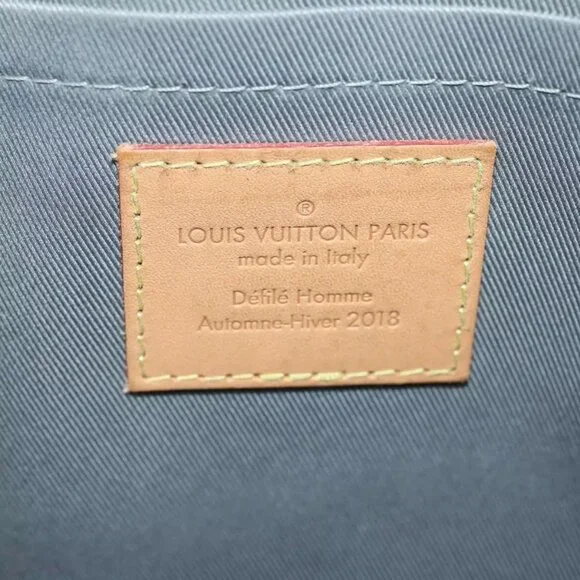 ®
LOUIS VUITTON PARIS
made in Italy
Défilé Homme
Automne-Hiver 2018